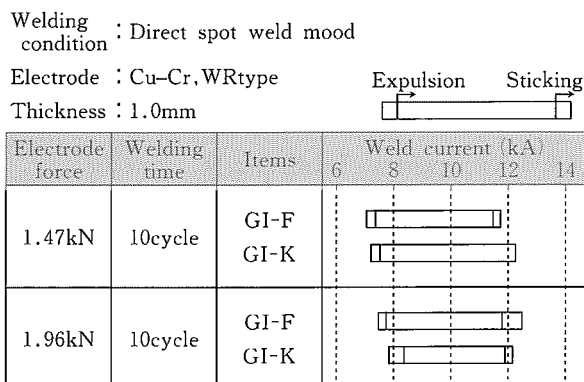 Welding condition : Direct spot weld mood
Electrode : Cu-Cr, WRtype
Thickness : 1.0mm
Expulsion Sticking
Electrode force Welding time Items Weld current (kA)
6 8 10 12 14
1.47kN 10cycle GI-F
GI-K
1.96kN 10cycle GI-F
GI-K